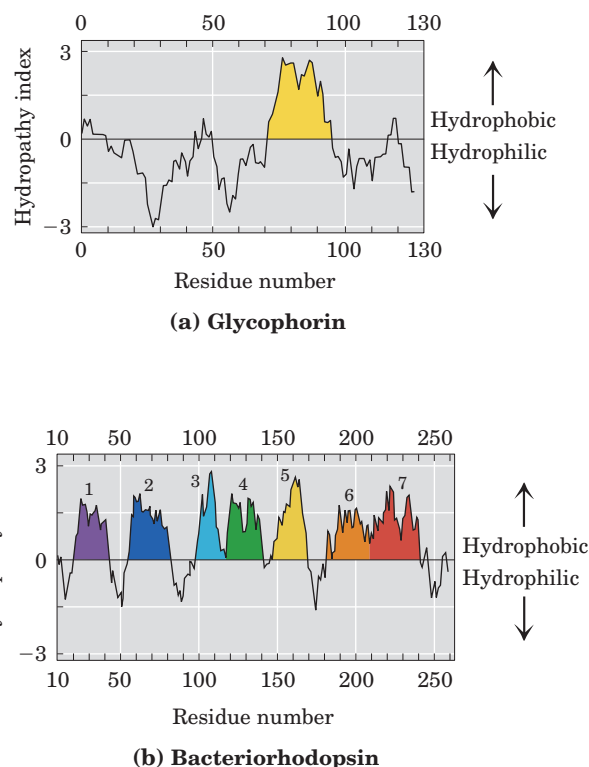 0 50 100 130
3
Hydropathy index
0
−3
Hydrophobic
Hydrophilic
0 50 100 130
Residue number
(a) Glycophorin
10 50 100 150 200 250
3
1 2 3 4 5 6 7
0
−3
Hydrophobic
Hydrophilic
10 50 100 150 200 250
Residue number
(b) Bacteriorhodopsin